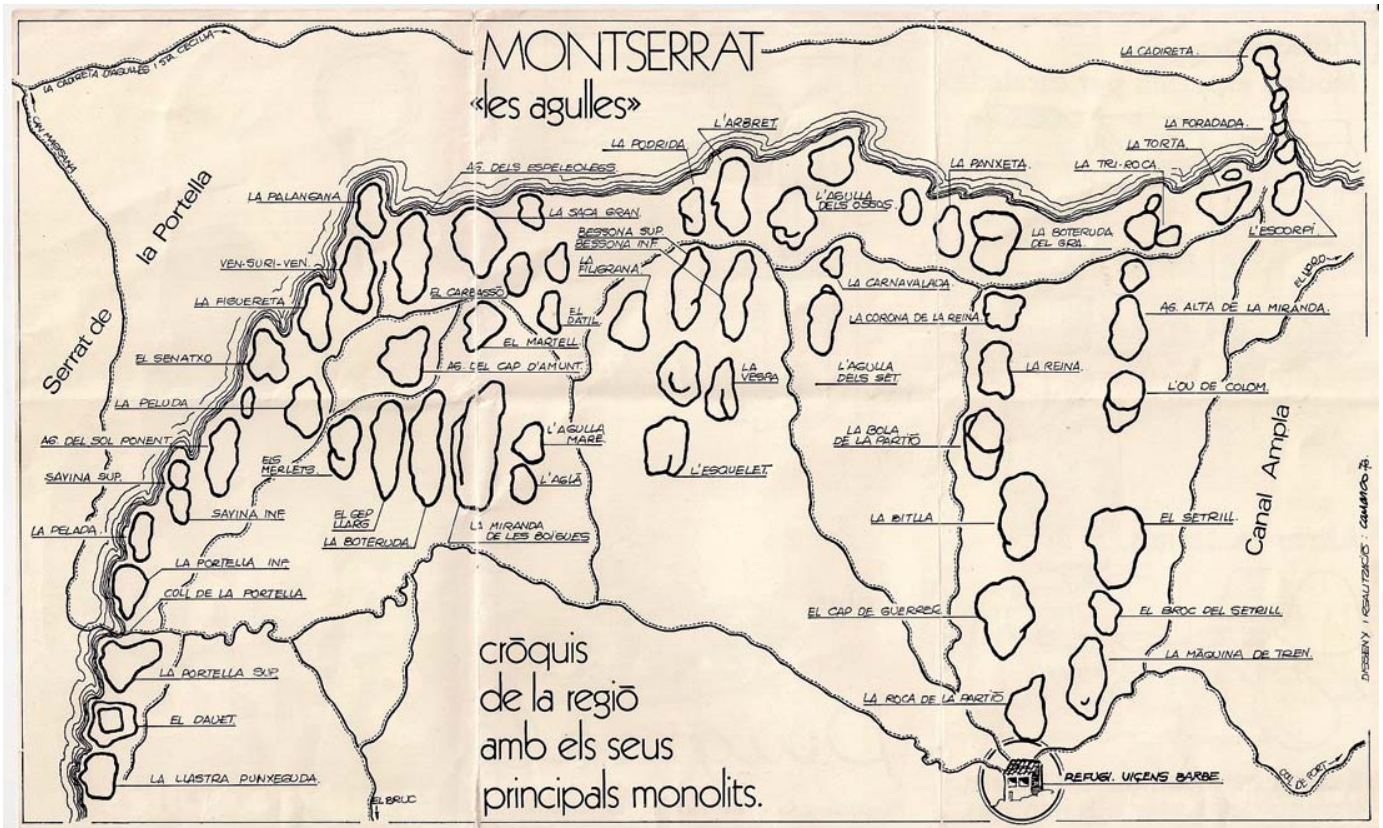 MONTSERRAT
«les agulles»
LA CADIRETA D'AGULLES I STA. CECILIA
CAN MASSANA
Serrat de
la Portella
LA CADIRETA.
LA FORADADA.
LA TORTA.
LA TRI-ROCA.
L'ESCORPÍ.
L'ARBRET
LA PODRIDA
AG. DELS ESPELEOLEGS
LA PALANGANA
LA SACA GRAN.
L'AGULLA
DELS OSSOS
LA PANXETA.
LA BOTERUDA
DEL GRA.
BESSONA SUP.
BESSONA INF.
LA
FILIGRANA
VEN-SURI-VEN.
LA FIGUERETA
EL CARBASSÓ
EL
DATIL
EL MARTELL
LA CARNAVALADA.
LA CORONA DE LA REINA.
AG. ALTA DE LA MIRANDA.
EL SENATXO
AG. DEL CAP D'AMUNT.
LA
VESPA
L'AGULLA
DELS SET.
LA REINA.
L'OU DE COLOM.
LA PELUDA
AG. DEL SOL PONENT.
ELS
MERLETS
L'AGULLA
MARE.
L'AGLÀ
L'ESQUELET.
LA BOLA
DE LA PARTIÓ
SAVINA SUP.
SAVINA INF.
LA PELADA.
EL GEP
LLARG
LA BOTERUDA.
LA MIRANDA
DE LES BOÏGUES
LA BITLLA
EL SETRILL.
Canal Ampla
LA PORTELLA INF.
COLL DE LA PORTELLA
EL CAP DE GUERRER.
EL BROC DEL SETRILL
LA PORTELLA SUP.
LA MÀQUINA DE TREN.
EL DAUET.
LA ROCA DE LA PARTIÓ
LA LLASTRA PUNXEGUDA.
EL BRUC
cròquis
de la regió
amb els seus
principals monolits.
REFUGI. VIÇENS BARBE.
COLL DE PORT
DISSENY I REALITZACIÓ: